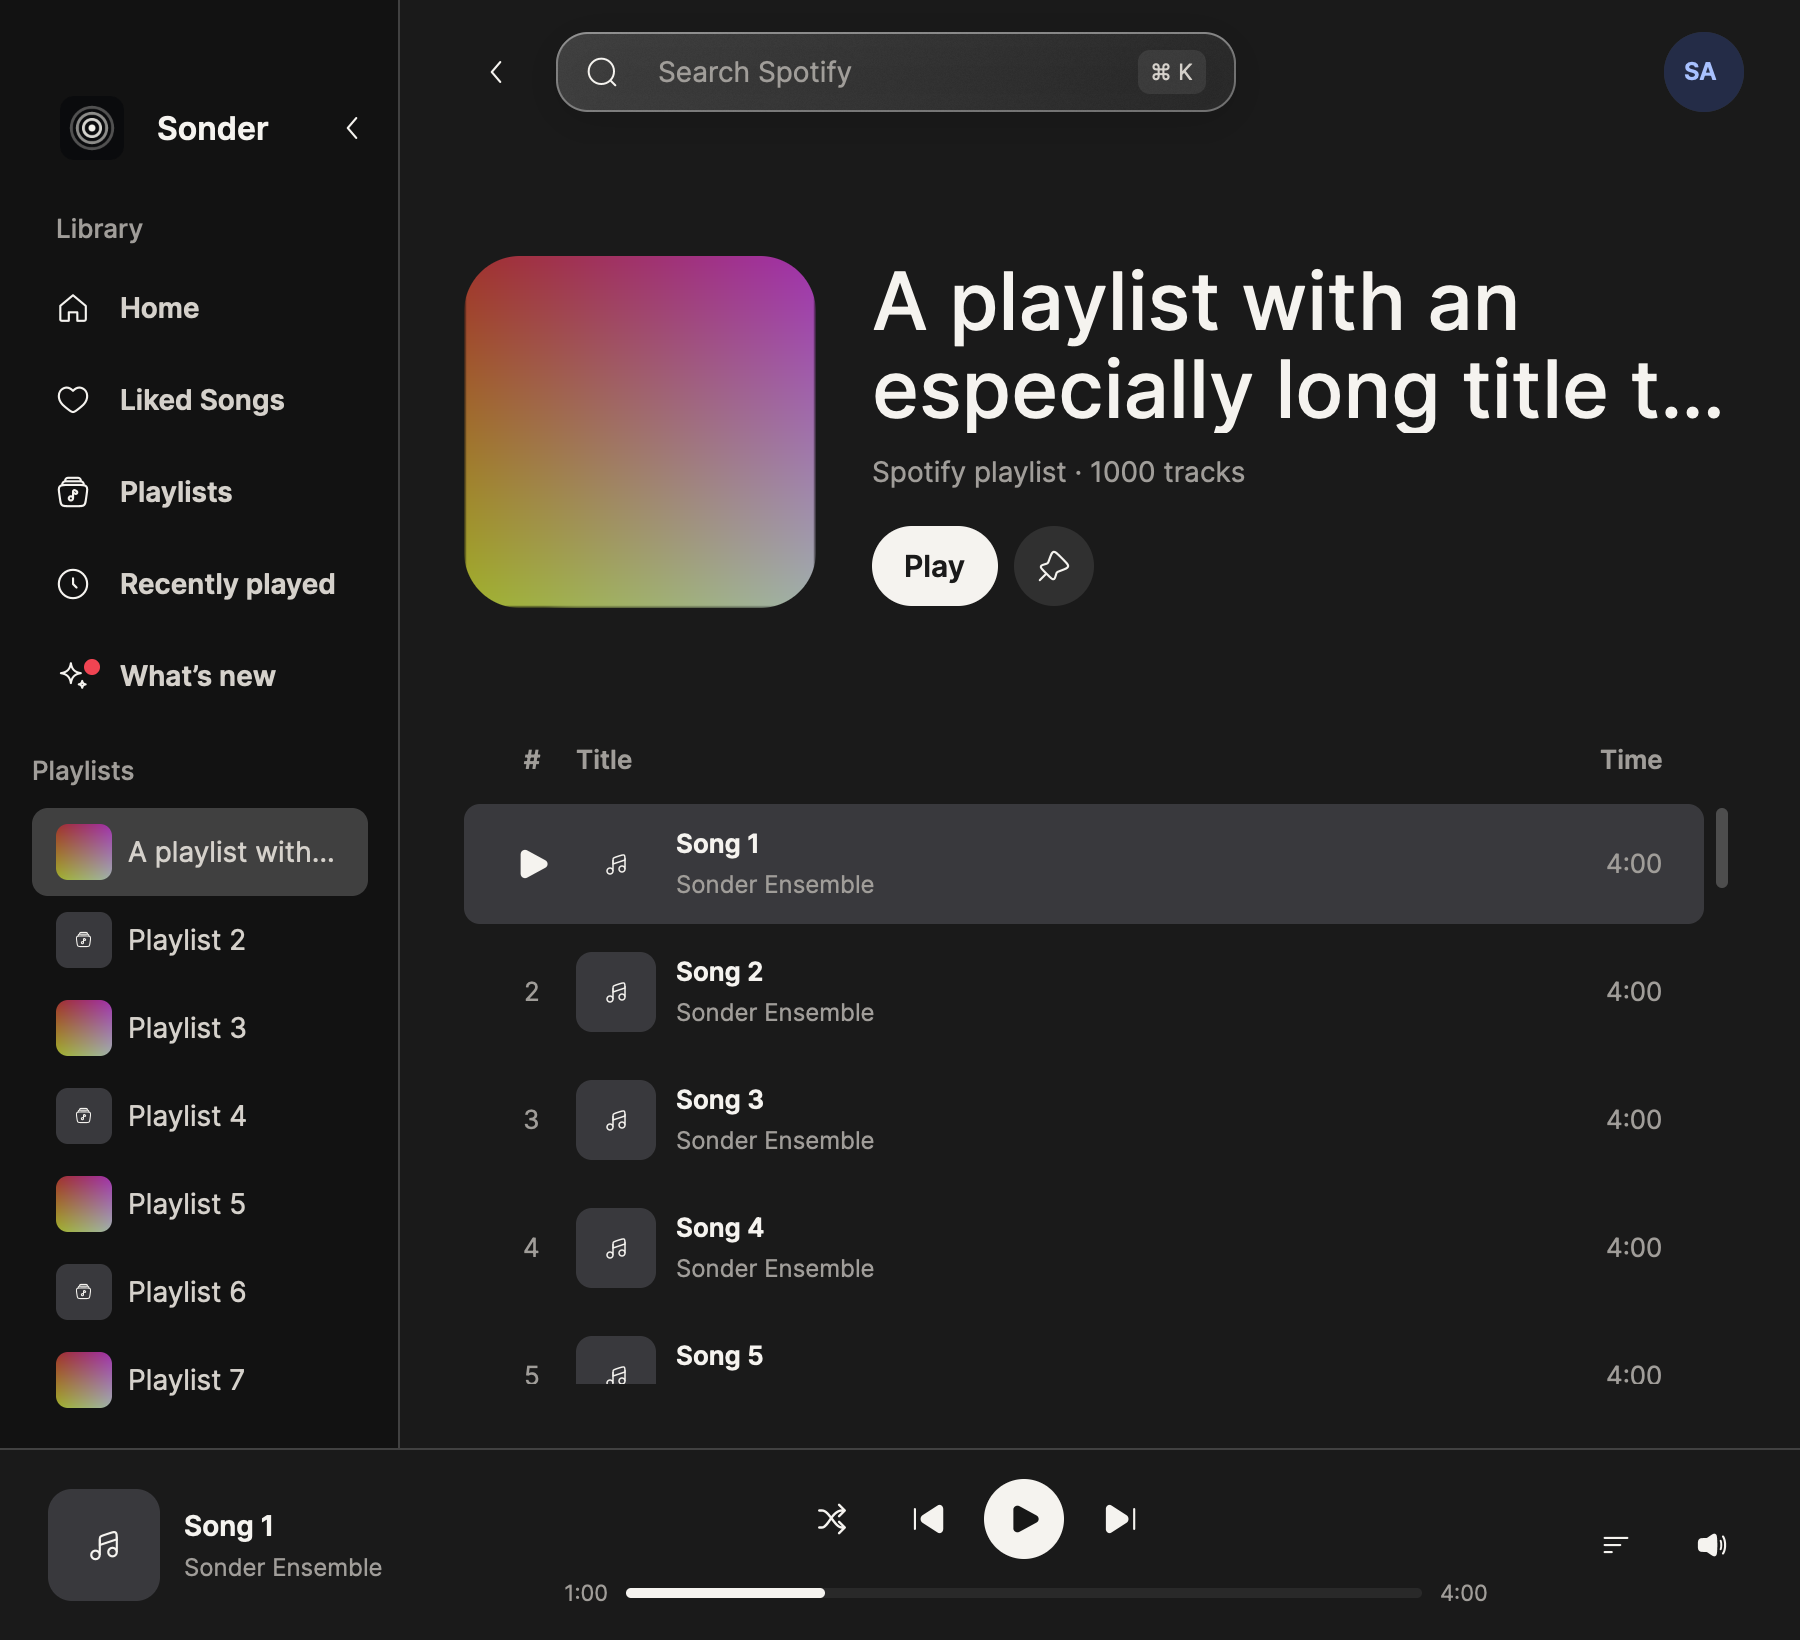 Sonder
Library
Home
Liked Songs
Playlists
Recently played
What’s new
Playlists
A playlist with...
Playlist 2
Playlist 3
Playlist 4
Playlist 5
Playlist 6
Playlist 7
Search Spotify
⌘ K
SA
A playlist with an
especially long title t...
Spotify playlist · 1000 tracks
Play
# Title Time
Song 1
Sonder Ensemble
4:00
2
Song 2
Sonder Ensemble
4:00
3
Song 3
Sonder Ensemble
4:00
4
Song 4
Sonder Ensemble
4:00
5
Song 5
4:00
Song 1
Sonder Ensemble
1:00
4:00